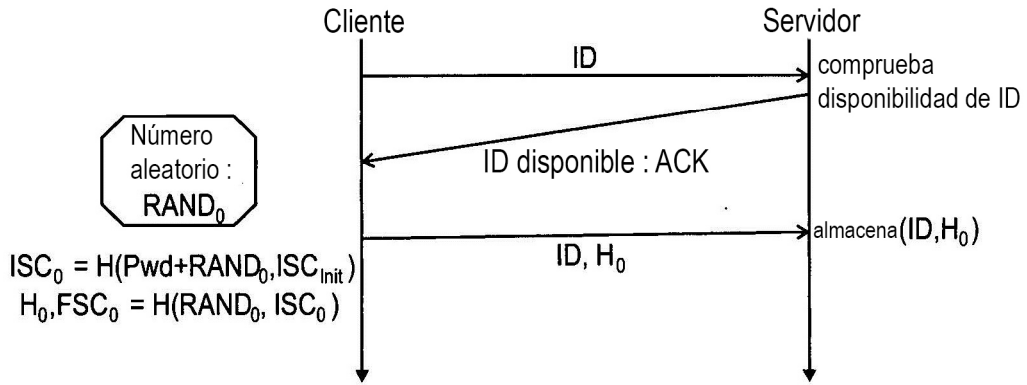 Cliente
Servidor
ID
comprueba
disponibilidad de ID
ID disponible : ACK
Número
aleatorio :
RAND₀
almacena(ID,H₀)
ID, H₀
ISC₀ = H(Pwd+RAND₀,ISC_Init)
H₀,FSC₀ = H(RAND₀, ISC₀)